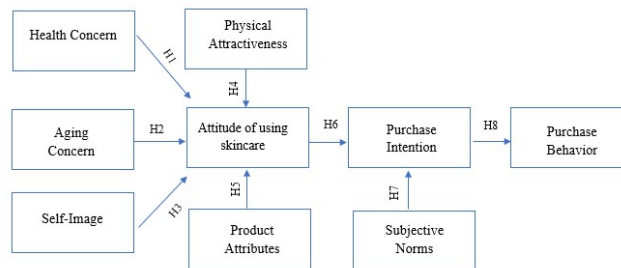 Physical
Attractiveness
Health Concern
H1
H4
Aging
Concern
H2
Attitude of using
skincare
H6
Purchase
Intention
H8
Purchase
Behavior
H3
H5
H7
Self-Image
Product
Attributes
Subjective
Norms